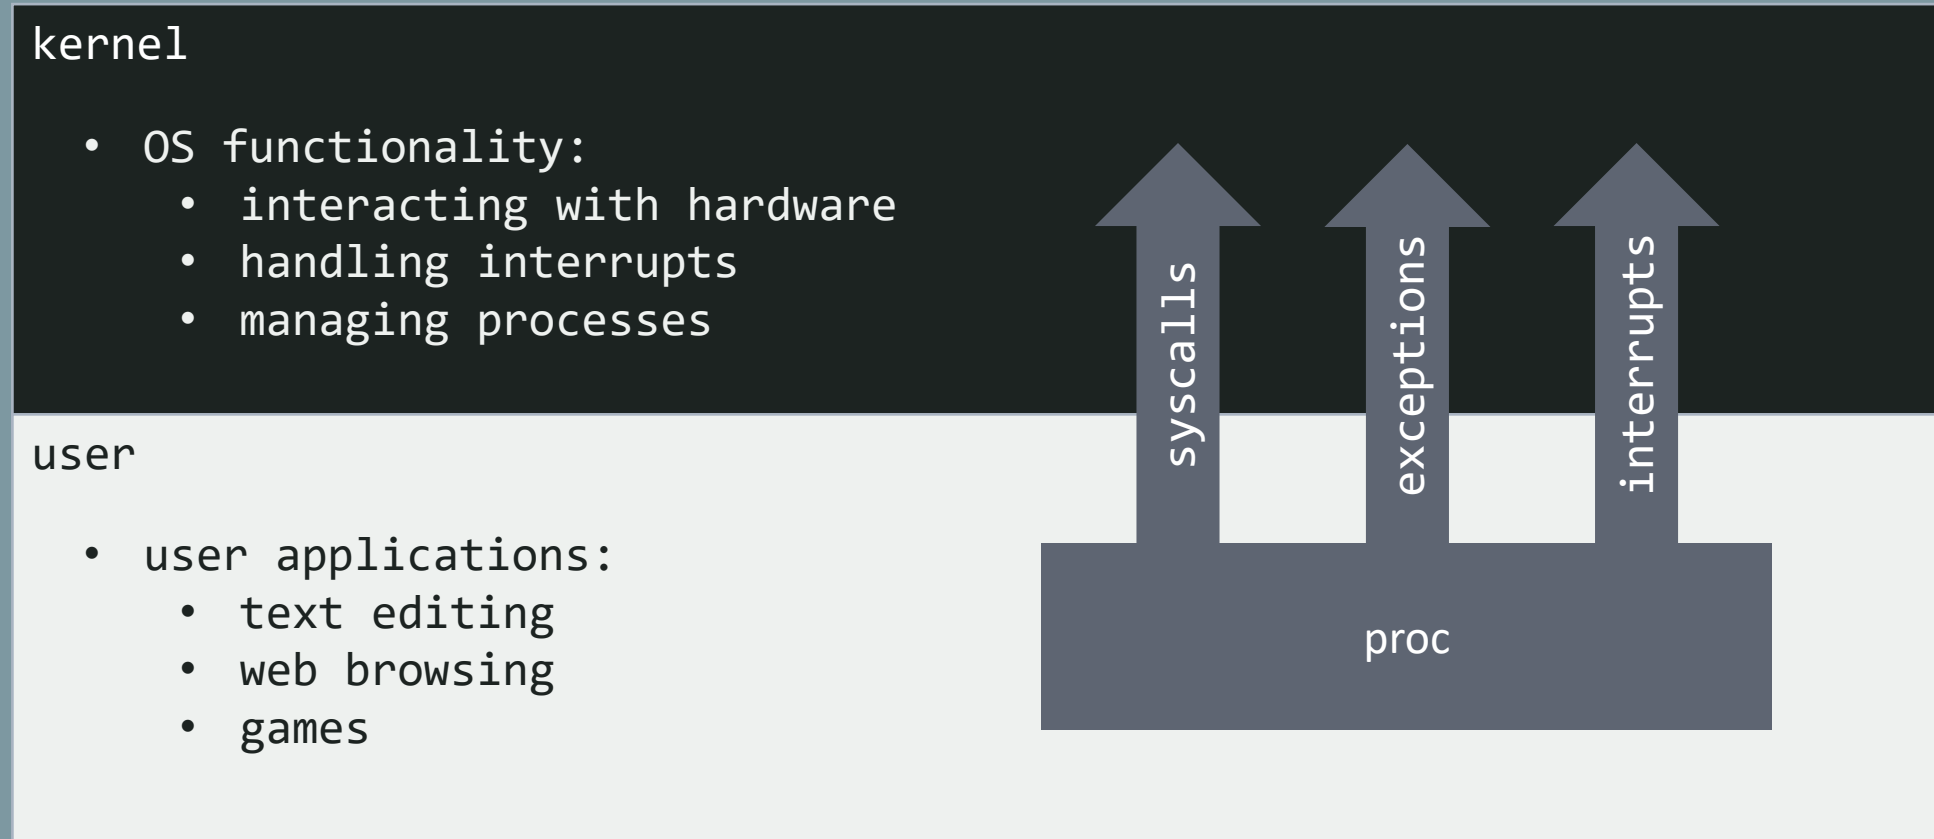 kernel
• OS functionality:
• interacting with hardware
• handling interrupts
• managing processes
syscalls
exceptions
interrupts
user
• user applications:
• text editing
• web browsing
• games
proc